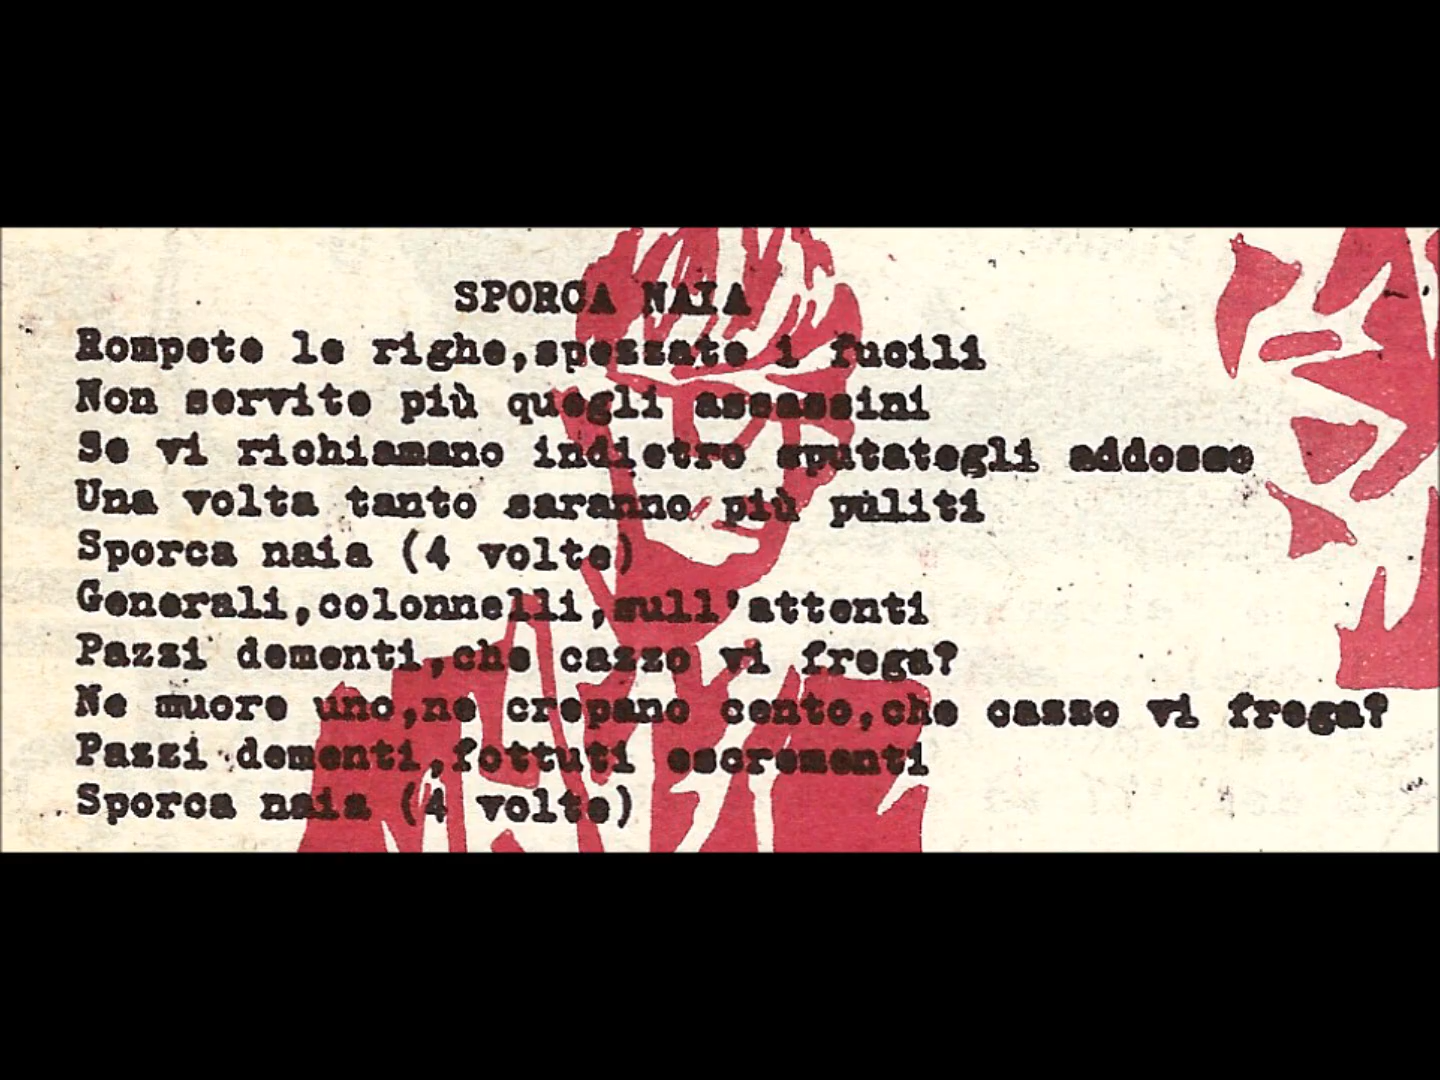 SPORCA NAIA
Rompete le righe,spezzate i fucili
Non servite più quegli assassini
Se vi richiamano indietro sputategli addosso
Una volta tanto saranno più puliti
Sporca naia (4 volte)
Generali,colonnelli,sull'attenti
Pazzi dementi,che cazzo vi frega?
Ne muore uno,ne crepano cento,che cazzo vi frega?
Pazzi dementi,fottuti escrementi
Sporca naia (4 volte)